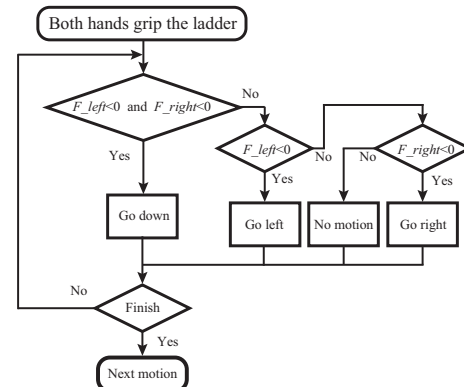 Both hands grip the ladder
F_left<0 and F_right<0
No
Yes
F_left<0
No
No
F_right<0
Yes
Yes
Go down
Go left
No motion
Go right
No
Finish
Yes
Next motion